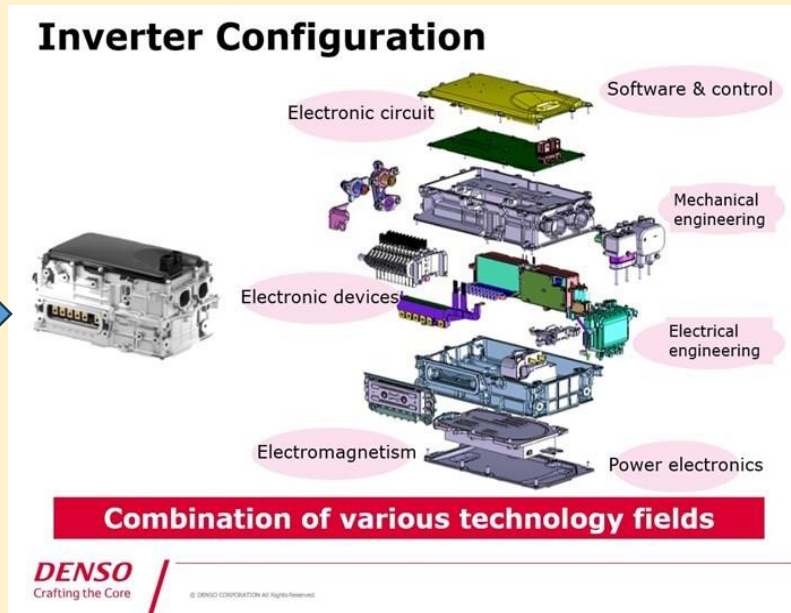 Inverter Configuration
Software & control
Electronic circuit
Mechanical
engineering
Electronic devices
Electrical
engineering
Electromagnetism
Power electronics
Combination of various technology fields
DENSO
Crafting the Core
© DENSO CORPORATION All Rights Reserved.